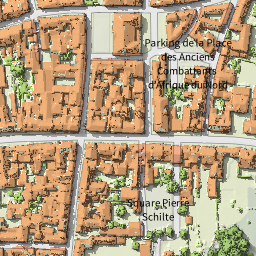 Parking de la Place
des Anciens
Combattants
d'Afrique du Nord
Square Pierre
Schilte